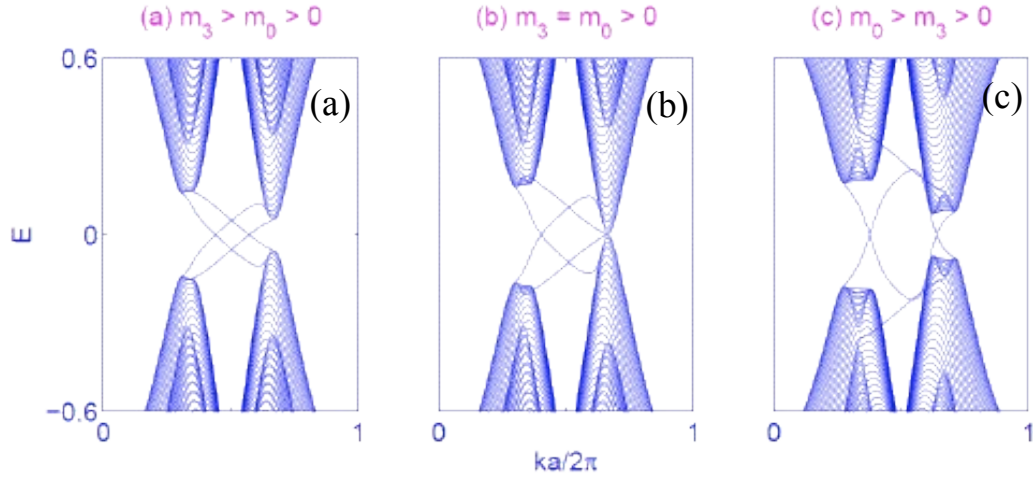 (a) m₃ > m₀ > 0
(b) m₃ = m₀ > 0
(c) m₀ > m₃ > 0
0.6
(a)
(b)
(c)
E
0
−0.6
0
1
0
1
0
1
ka/2π